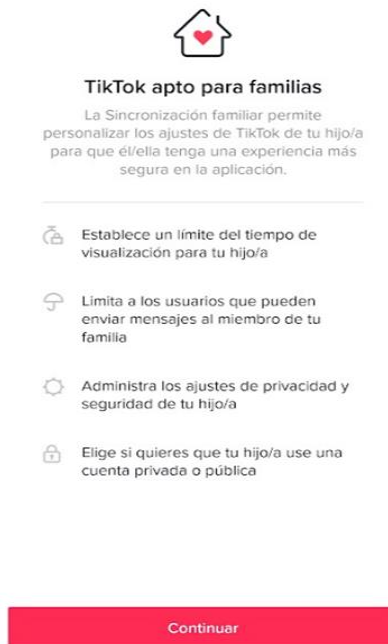 TikTok apto para familias
La Sincronización familiar permite
personalizar los ajustes de TikTok de tu hijo/a
para que él/ella tenga una experiencia más
segura en la aplicación.
Establece un límite del tiempo de
visualización para tu hijo/a
Limita a los usuarios que pueden
enviar mensajes al miembro de tu
familia
Administra los ajustes de privacidad y
seguridad de tu hijo/a
Elige si quieres que tu hijo/a use una
cuenta privada o pública
Continuar